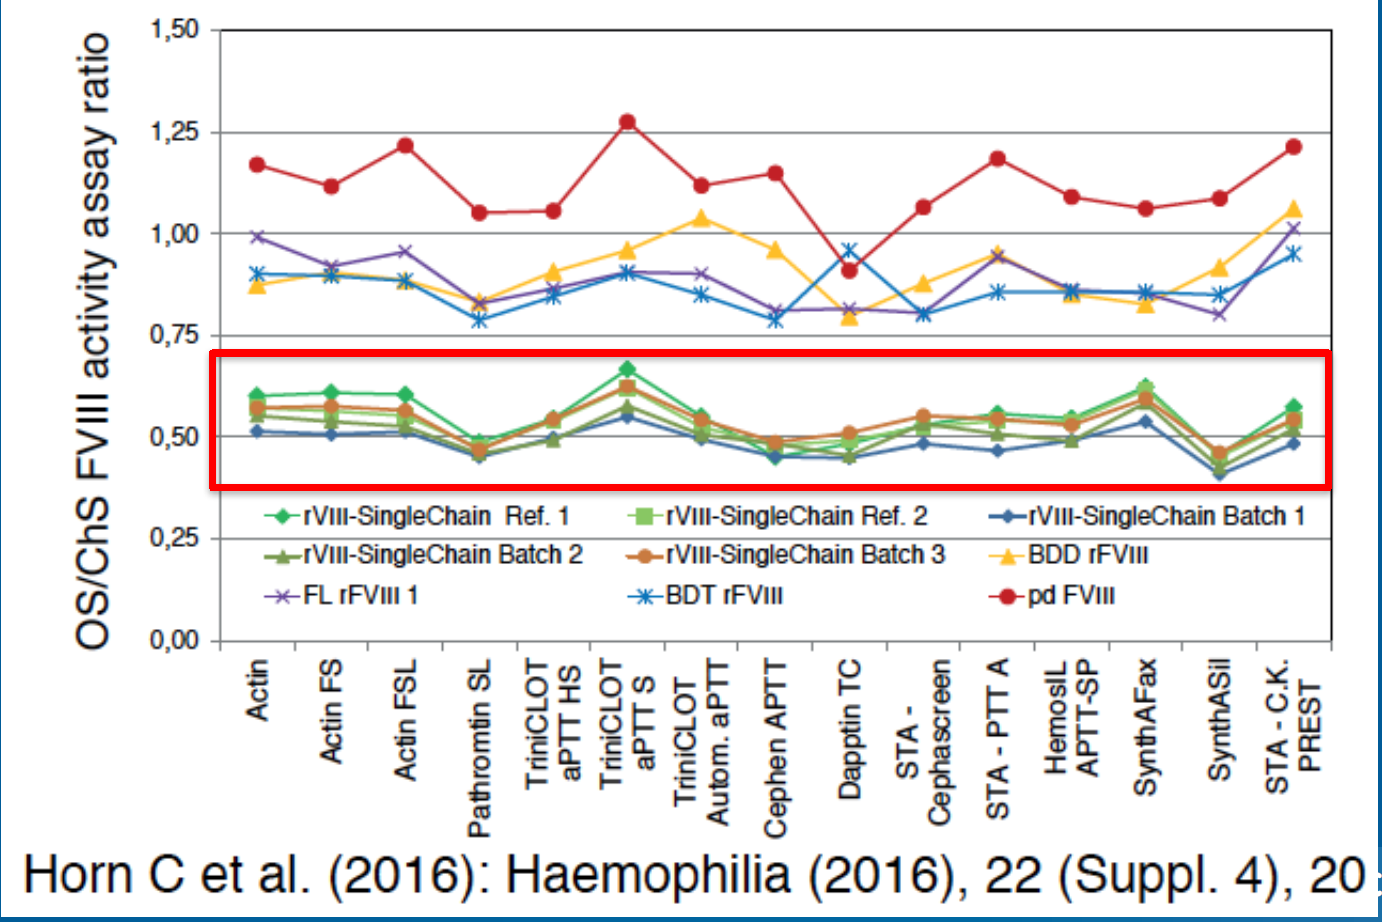 OS/ChS FVIII activity assay ratio
1,50
1,25
1,00
0,75
0,50
0,25
0,00
rVIII-SingleChain Ref. 1
rVIII-SingleChain Ref. 2
rVIII-SingleChain Batch 1
rVIII-SingleChain Batch 2
rVIII-SingleChain Batch 3
BDD rFVIII
FL rFVIII 1
BDT rFVIII
pd FVIII
Actin
Actin FS
Actin FSL
Pathromtin SL
TriniCLOT
aPTT HS
TriniCLOT
aPTT S
TriniCLOT
Autom. aPTT
Cephen APTT
Dapptin TC
STA -
Cephascreen
STA - PTT A
HemosIL
APTT-SP
SynthAFax
SynthASil
STA - C.K.
PREST
Horn C et al. (2016): Haemophilia (2016), 22 (Suppl. 4), 20